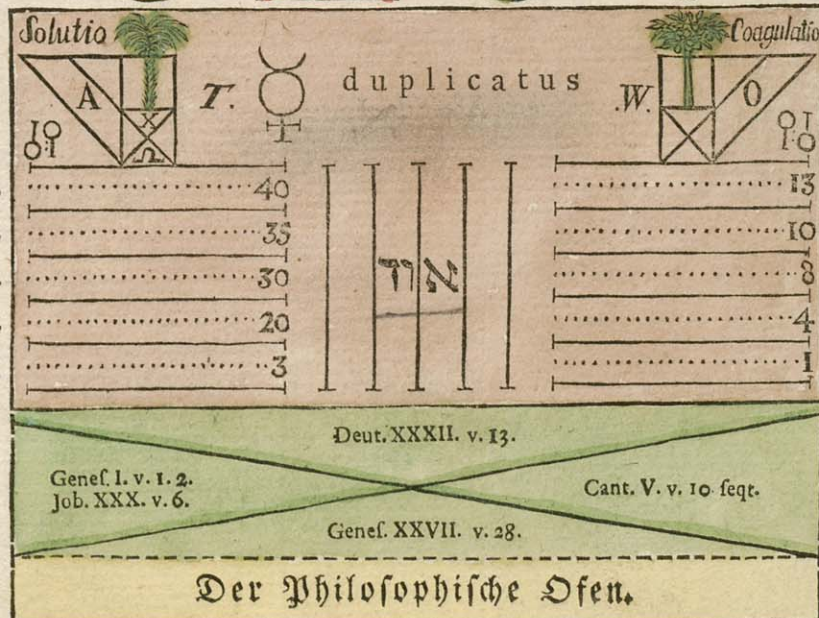 Solutio
Coagulatio
A
X
Ω
T. ☿ duplicatus .W.
O
40
35
30
20
3
אוד
13
10
8
4
1
Deut. XXXII. v. 13.
Geneſ. I. v. 1. 2.
Job. XXX. v. 6.
Cant. V. v. 10 ſeqt.
Geneſ. XXVII. v. 28.
Der Philoſophiſche Ofen.